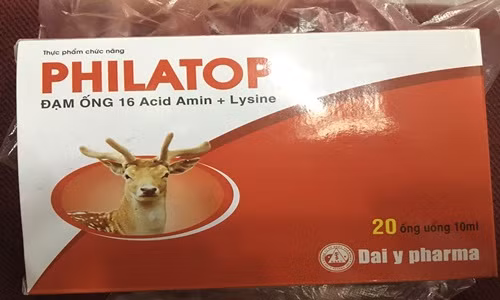 Thực phẩm chức năng
PHILATOP
ĐẠM ỐNG 16 Acid Amin + Lysine
20 ống uống 10ml
Dai y pharma